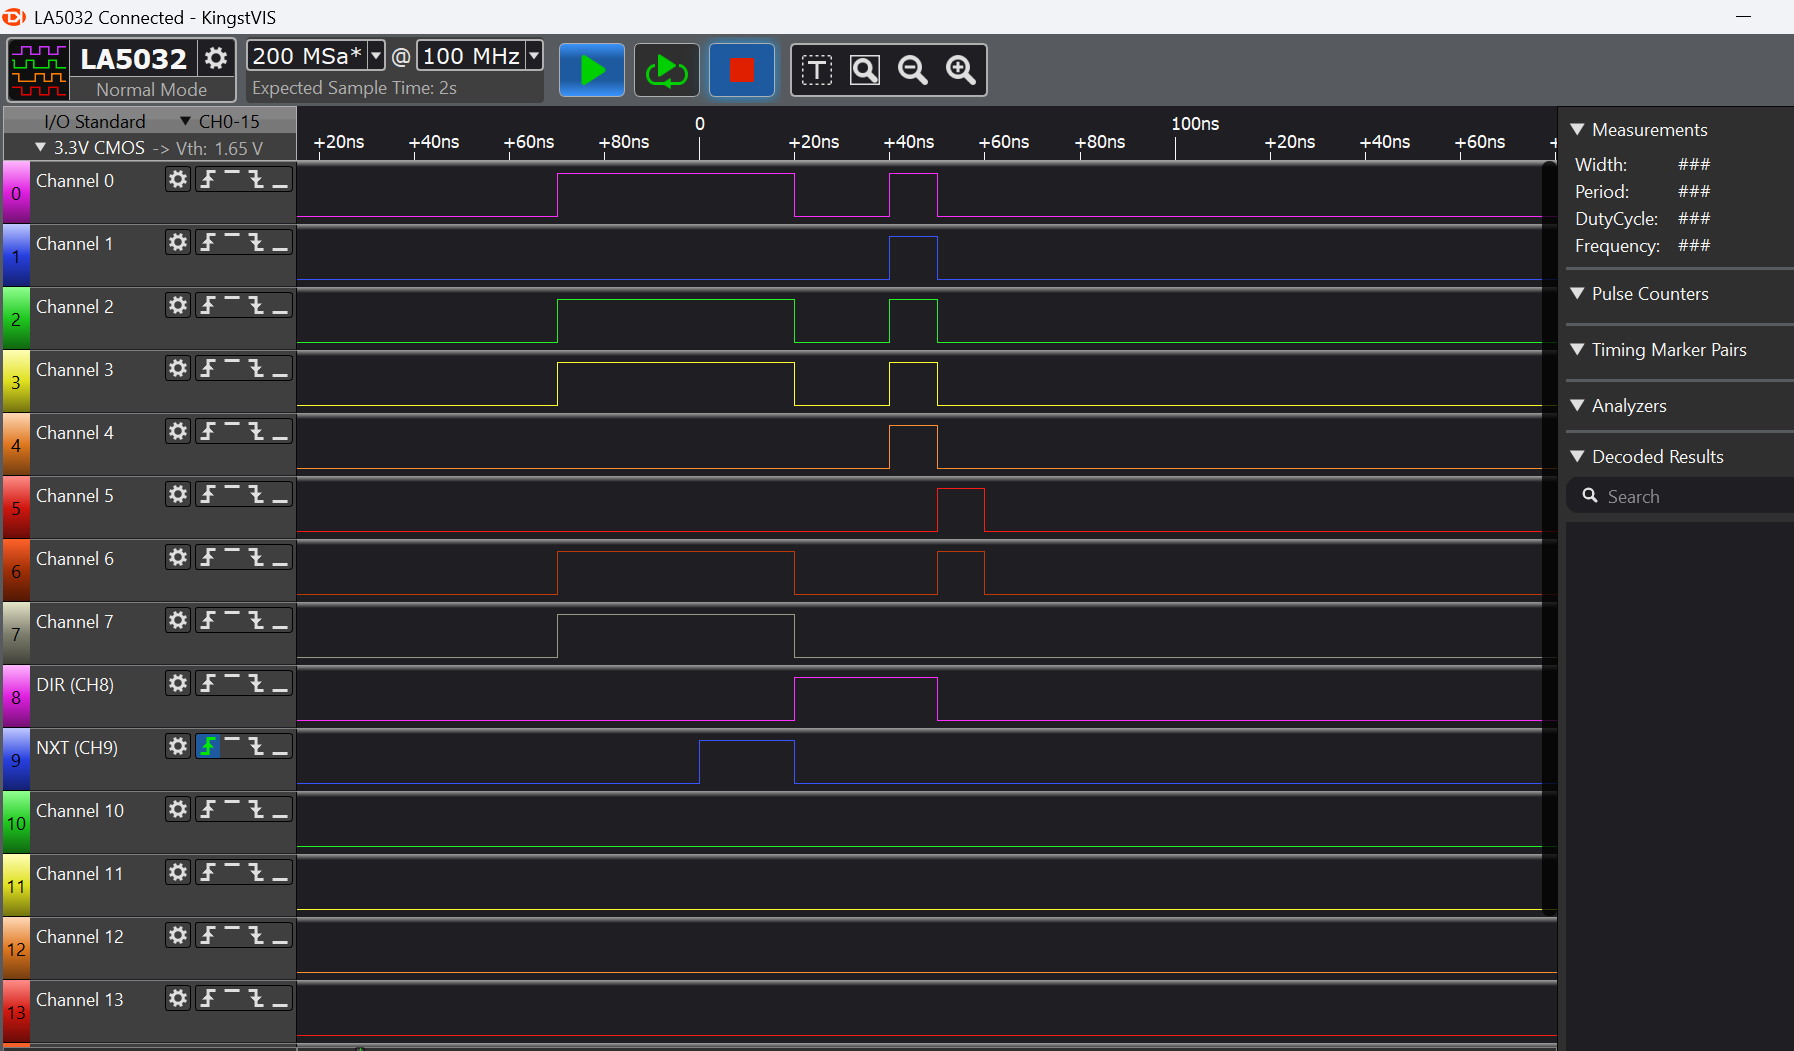 LA5032 Connected - KingstVIS
LA5032
Normal Mode
200 MSa* @ 100 MHz
Expected Sample Time: 2s
T
I/O Standard CH0-15
3.3V CMOS -> Vth: 1.65 V
0 100ns
+20ns +40ns +60ns +80ns +20ns +40ns +60ns +80ns +20ns +40ns +60ns +
0 Channel 0
1 Channel 1
2 Channel 2
3 Channel 3
4 Channel 4
5 Channel 5
6 Channel 6
7 Channel 7
8 DIR (CH8)
9 NXT (CH9)
10 Channel 10
11 Channel 11
12 Channel 12
13 Channel 13
Measurements
Width: ###
Period: ###
DutyCycle: ###
Frequency: ###
Pulse Counters
Timing Marker Pairs
Analyzers
Decoded Results
Search